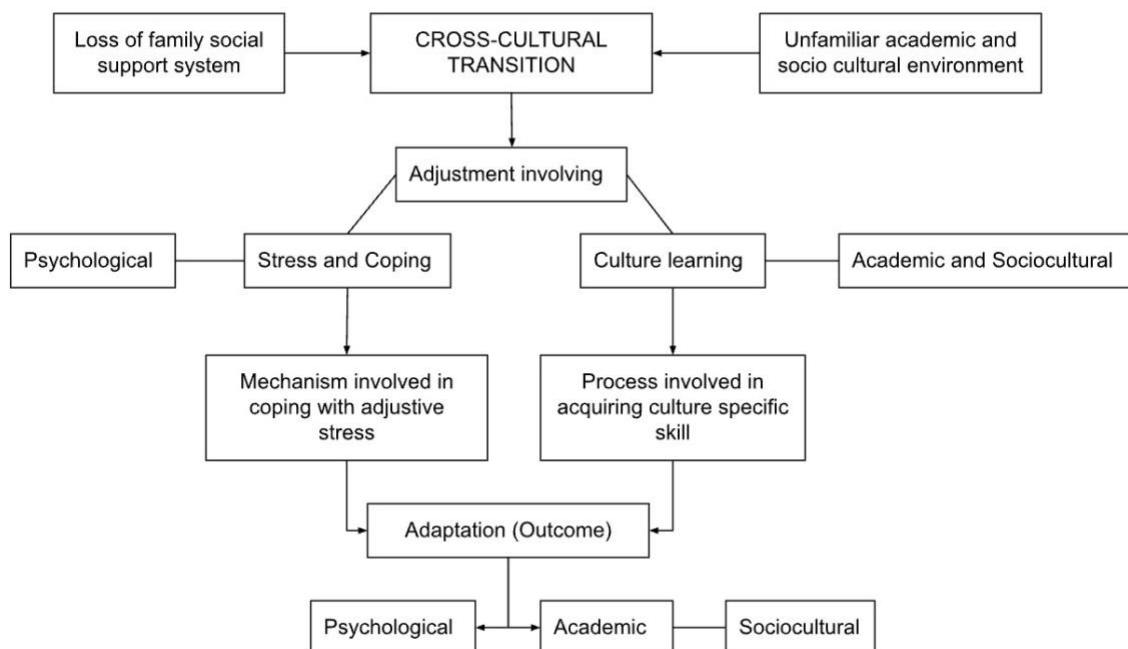 Loss of family social
support system
CROSS-CULTURAL
TRANSITION
Unfamiliar academic and
socio cultural environment
Adjustment involving
Psychological
Stress and Coping
Culture learning
Academic and Sociocultural
Mechanism involved in
coping with adjustive
stress
Process involved in
acquiring culture specific
skill
Adaptation (Outcome)
Psychological
Academic
Sociocultural